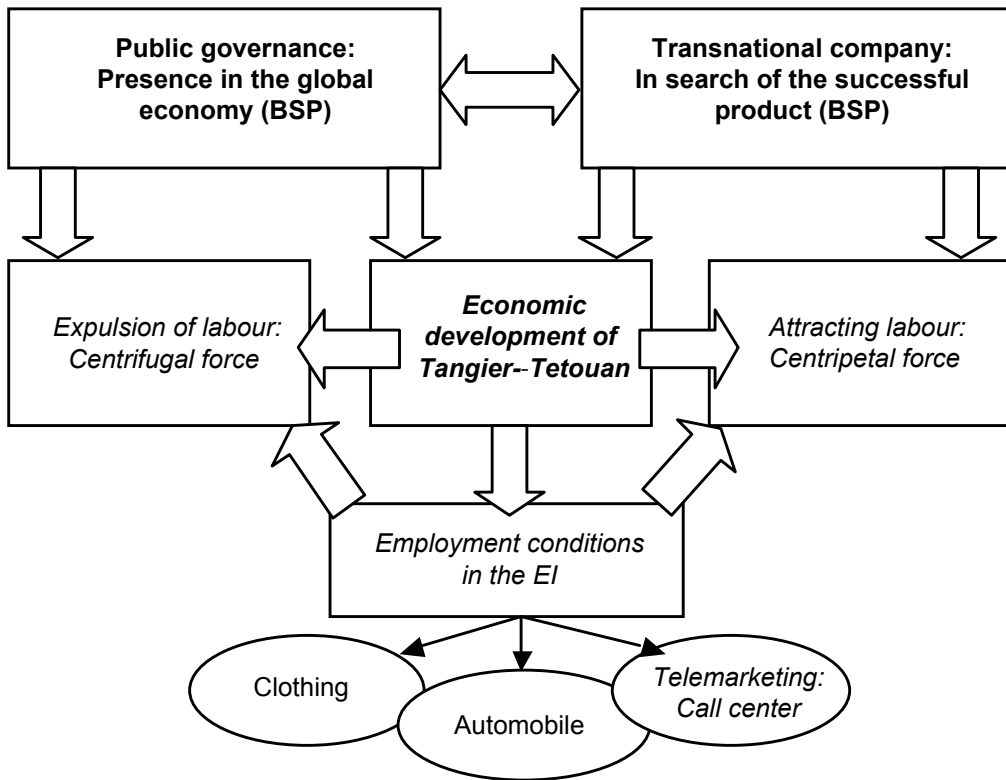 Public governance:
Presence in the global
economy (BSP)
Transnational company:
In search of the successful
product (BSP)
Expulsion of labour:
Centrifugal force
Economic
development of
Tangier--Tetouan
Attracting labour:
Centripetal force
Employment conditions
in the EI
Clothing
Automobile
Telemarketing:
Call center